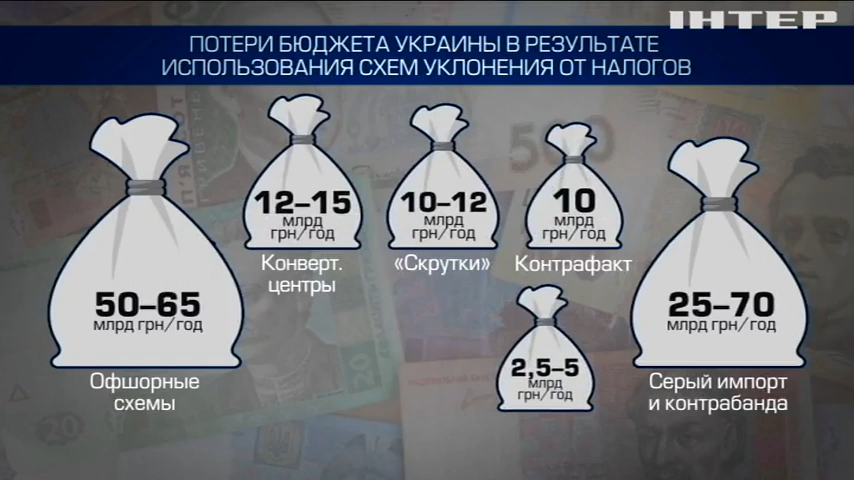 ІНТЕР
ПОТЕРИ БЮДЖЕТА УКРАИНЫ В РЕЗУЛЬТАТЕ
ИСПОЛЬЗОВАНИЯ СХЕМ УКЛОНЕНИЯ ОТ НАЛОГОВ
50–65
млрд грн/год
Офшорные
схемы
12–15
млрд
грн/год
Конверт.
центры
10–12
млрд
грн/год
«Скрутки»
10
млрд
грн/год
Контрафакт
2,5–5
млрд
грн/год
25–70
млрд грн/год
Серый импорт
и контрабанда